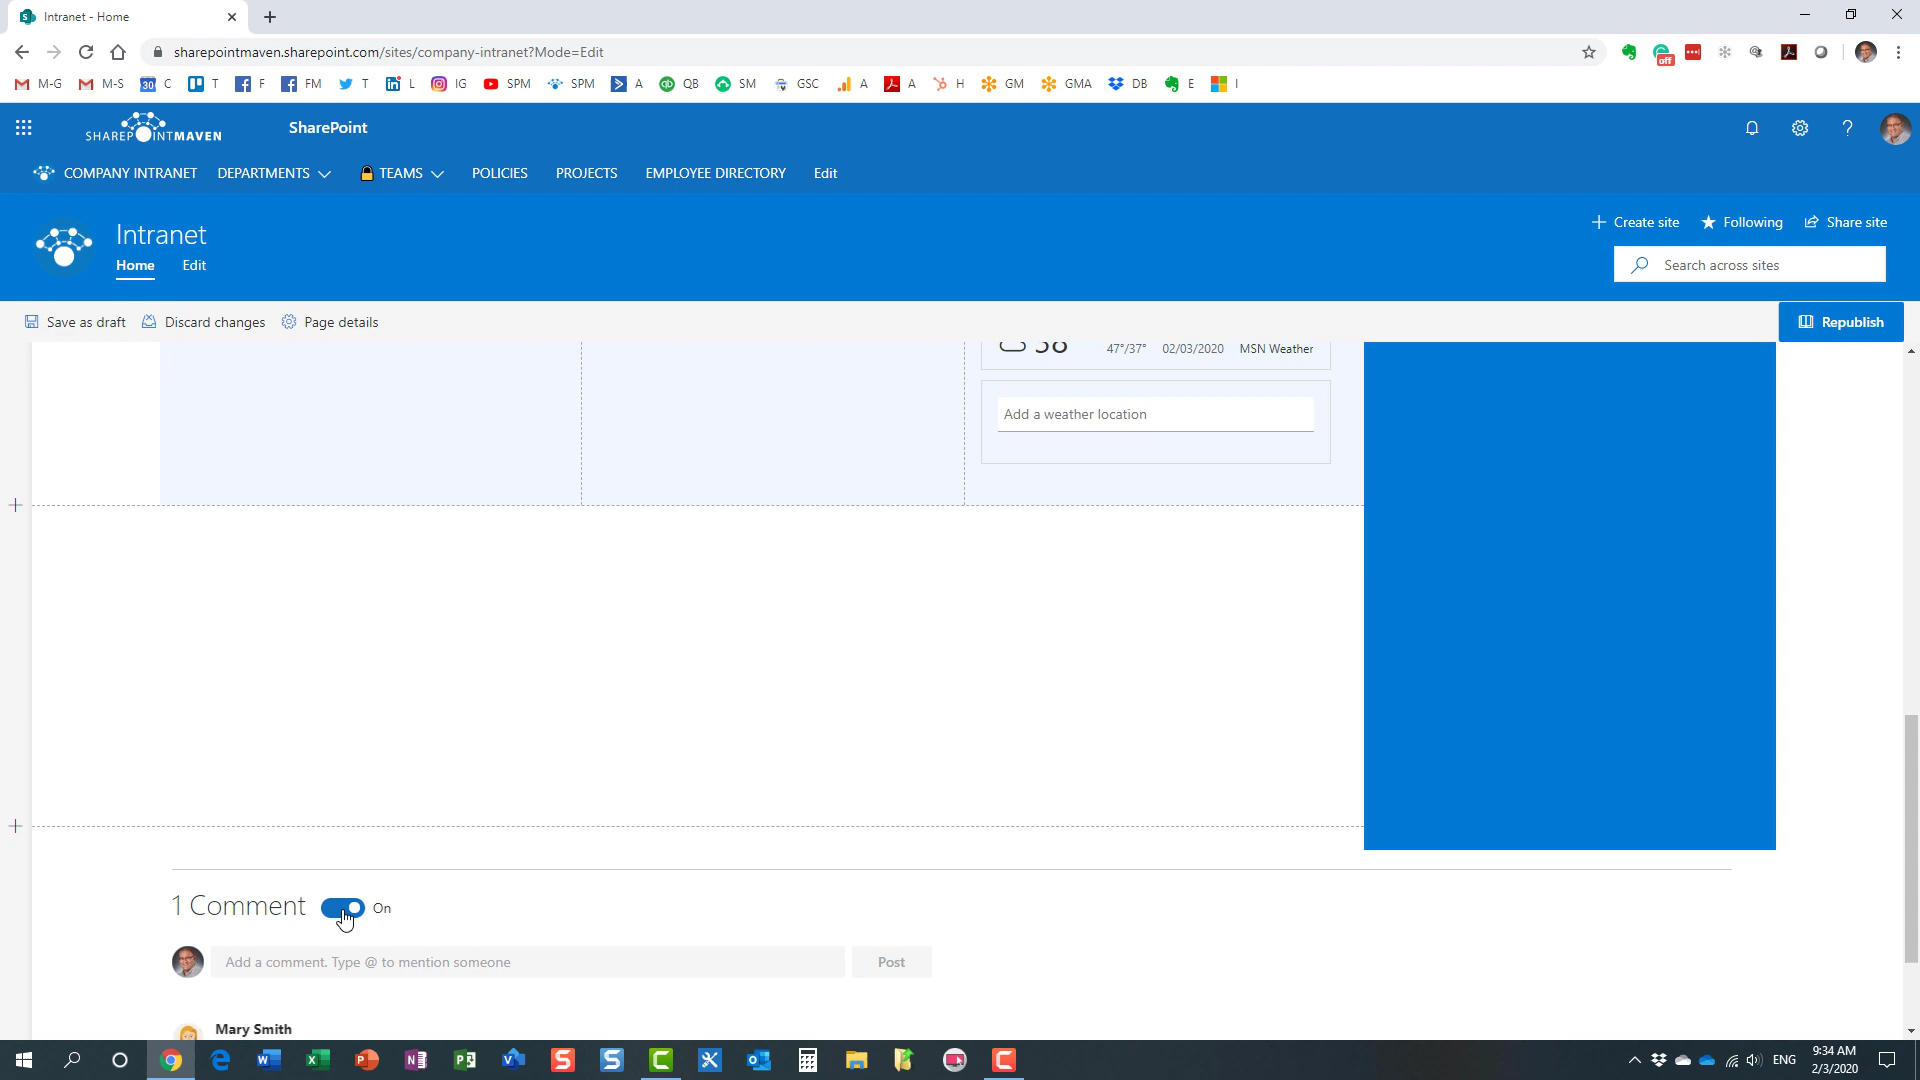 Intranet - Home
sharepointmaven.sharepoint.com/sites/company-intranet?Mode=Edit
off
M-G M-S 30 C T F FM T L IG SPM SPM A QB SM GSC A A H GM GMA DB E I
SHAREPOINTMAVEN SharePoint
COMPANY INTRANET DEPARTMENTS TEAMS POLICIES PROJECTS EMPLOYEE DIRECTORY Edit
Intranet
Home Edit
Create site Following Share site
Search across sites
Save as draft Discard changes Page details Republish
47°/37° 02/03/2020 MSN Weather
Add a weather location
1 Comment On
Add a comment. Type @ to mention someone Post
Mary Smith
ENG 9:34 AM
2/3/2020